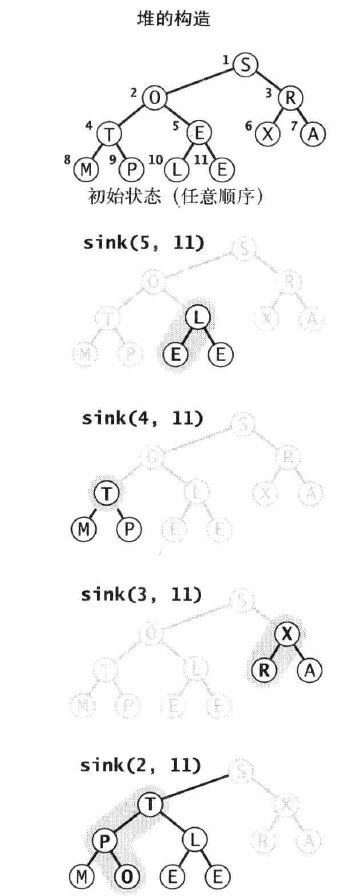 堆的构造
1 S
2 O 3 R
4 T 5 E 6 X 7 A
8 M 9 P 10 L 11 E
初始状态（任意顺序）
sink(5, 11) S
O R
T L X A
M P E E
sink(4, 11) S
O R
T L X A
M P E E
sink(3, 11) S
O X
T L R A
M P E E
sink(2, 11) S
T X
P L R A
M O E E